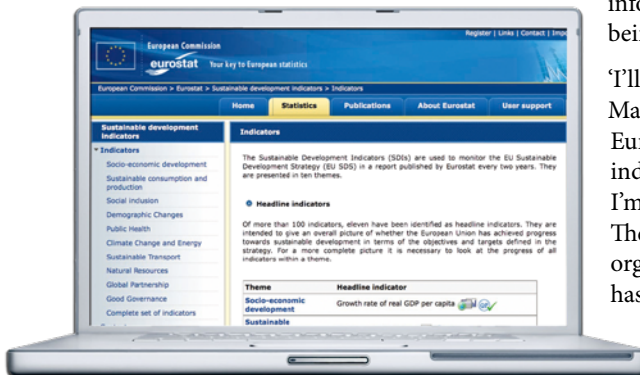 Register | Links | Contact |
European Commission
eurostat Your key to European statistics
European Commission > Eurostat > Sustainable development indicators > Indicators
Home Statistics Publications About Eurostat User support
Sustainable development
indicators
Indicators
Socio-economic development
Sustainable consumption and
production
Social inclusion
Demographic Changes
Public Health
Climate Change and Energy
Sustainable Transport
Natural Resources
Global Partnership
Good Governance
Complete set of indicators
Indicators
The Sustainable Development Indicators (SDIs) are used to monitor the EU Sustainable
Development Strategy (EU SDS) in a report published by Eurostat every two years. They
are presented in ten themes.
Headline indicators
Of more than 100 indicators, eleven have been identified as headline indicators. They are
intended to give an overall picture of whether the European Union has achieved progress
towards sustainable development in terms of the objectives and targets defined in the
strategy. For a more complete picture it is necessary to look at the progress of all
indicators within a theme.
Theme Headline indicator
Socio-economic
development
Growth rate of real GDP per capita
Sustainable
info
bein
‘I’ll
Ma
Eur
ind
I’m
The
org
has